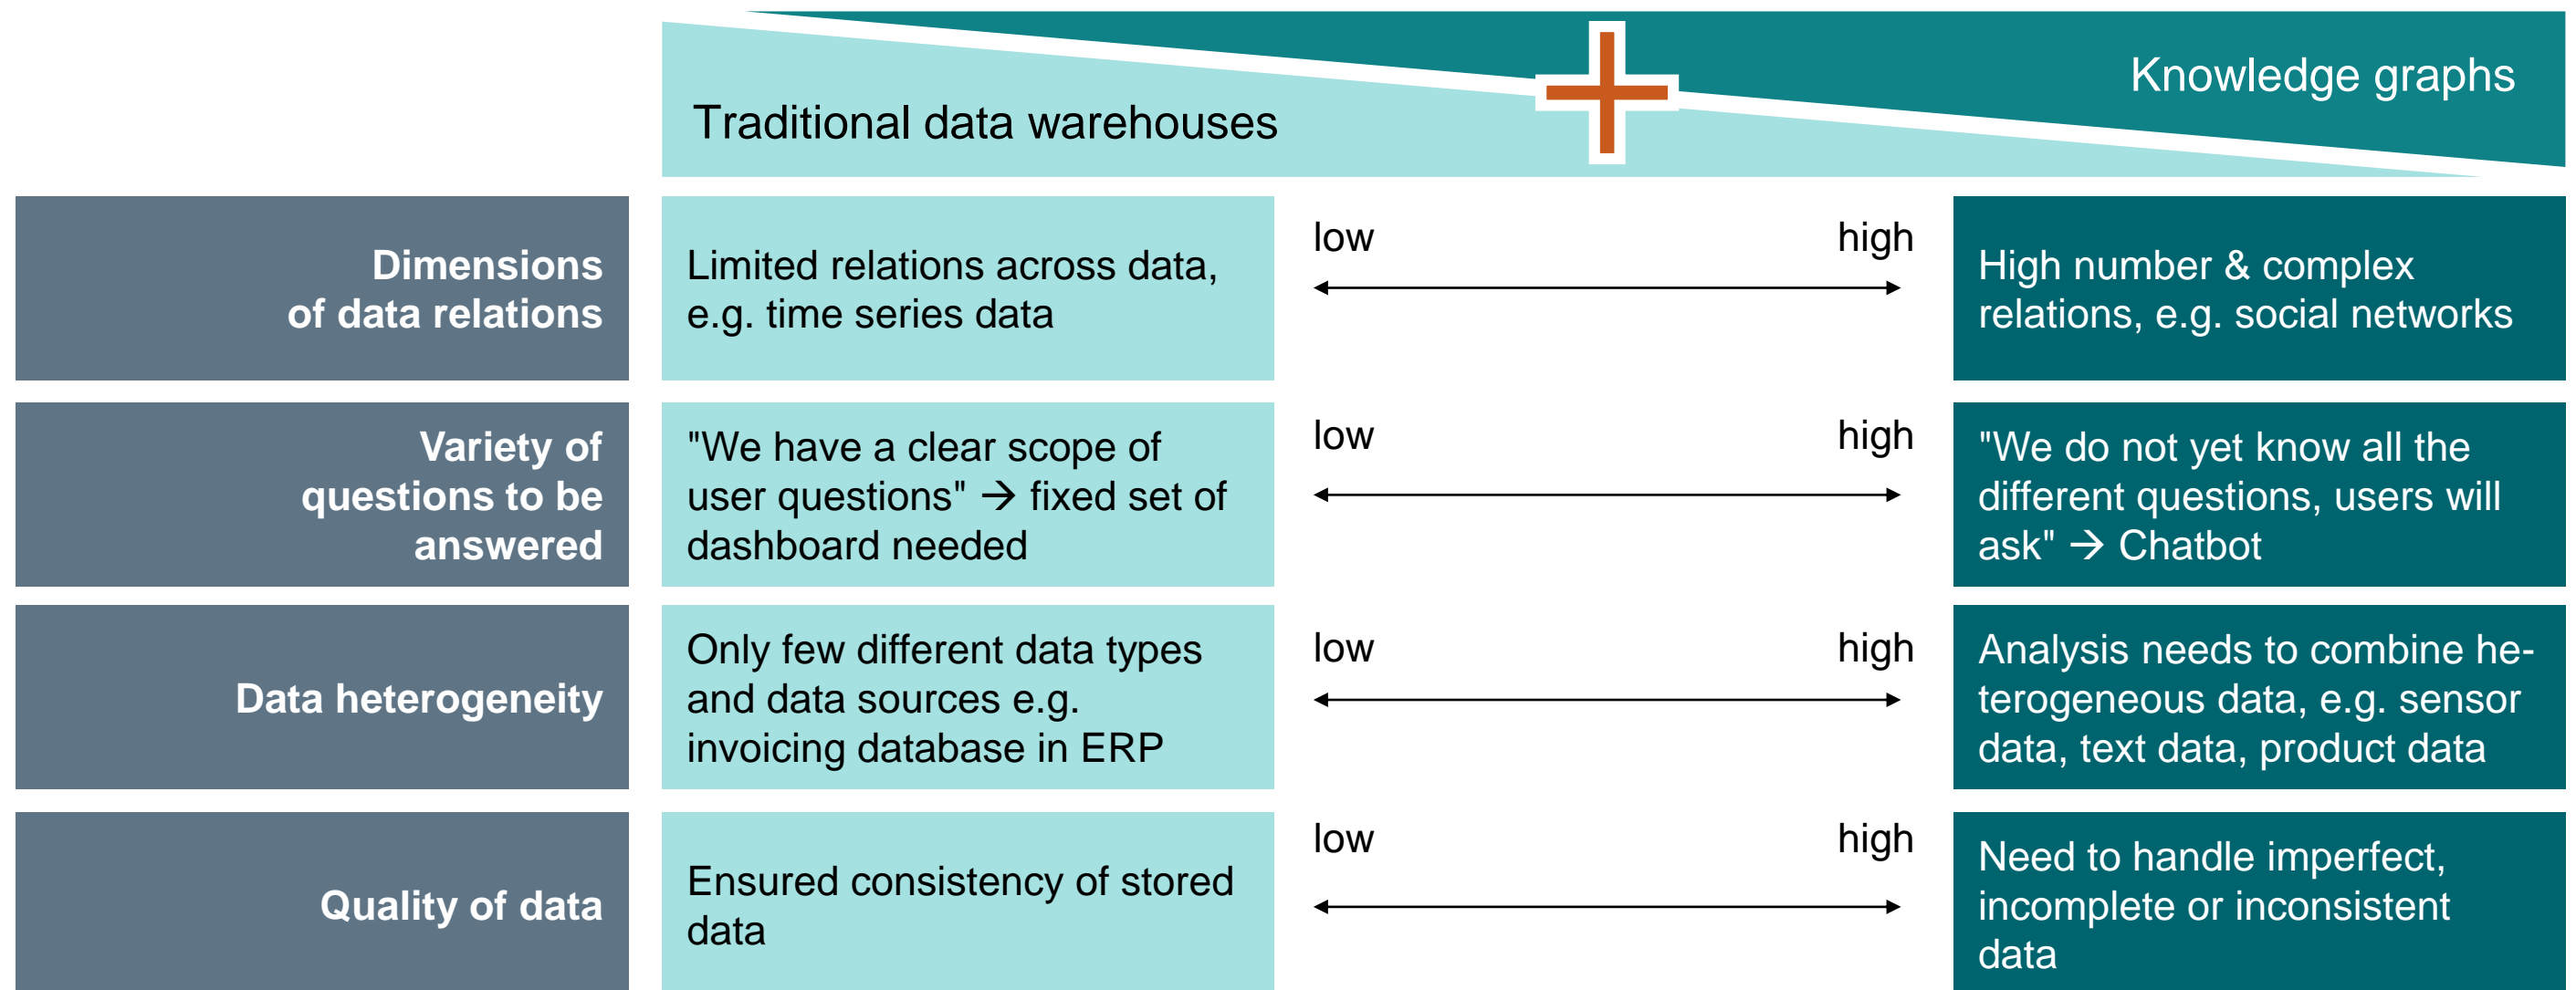 Knowledge graphs
Traditional data warehouses
Dimensions
of data relations
Limited relations across data,
e.g. time series data
low
high
High number & complex
relations, e.g. social networks
Variety of
questions to be
answered
"We have a clear scope of
user questions" → fixed set of
dashboard needed
low
high
"We do not yet know all the
different questions, users will
ask" → Chatbot
Data heterogeneity
Only few different data types
and data sources e.g.
invoicing database in ERP
low
high
Analysis needs to combine he-
terogeneous data, e.g. sensor
data, text data, product data
Quality of data
Ensured consistency of stored
data
low
high
Need to handle imperfect,
incomplete or inconsistent
data